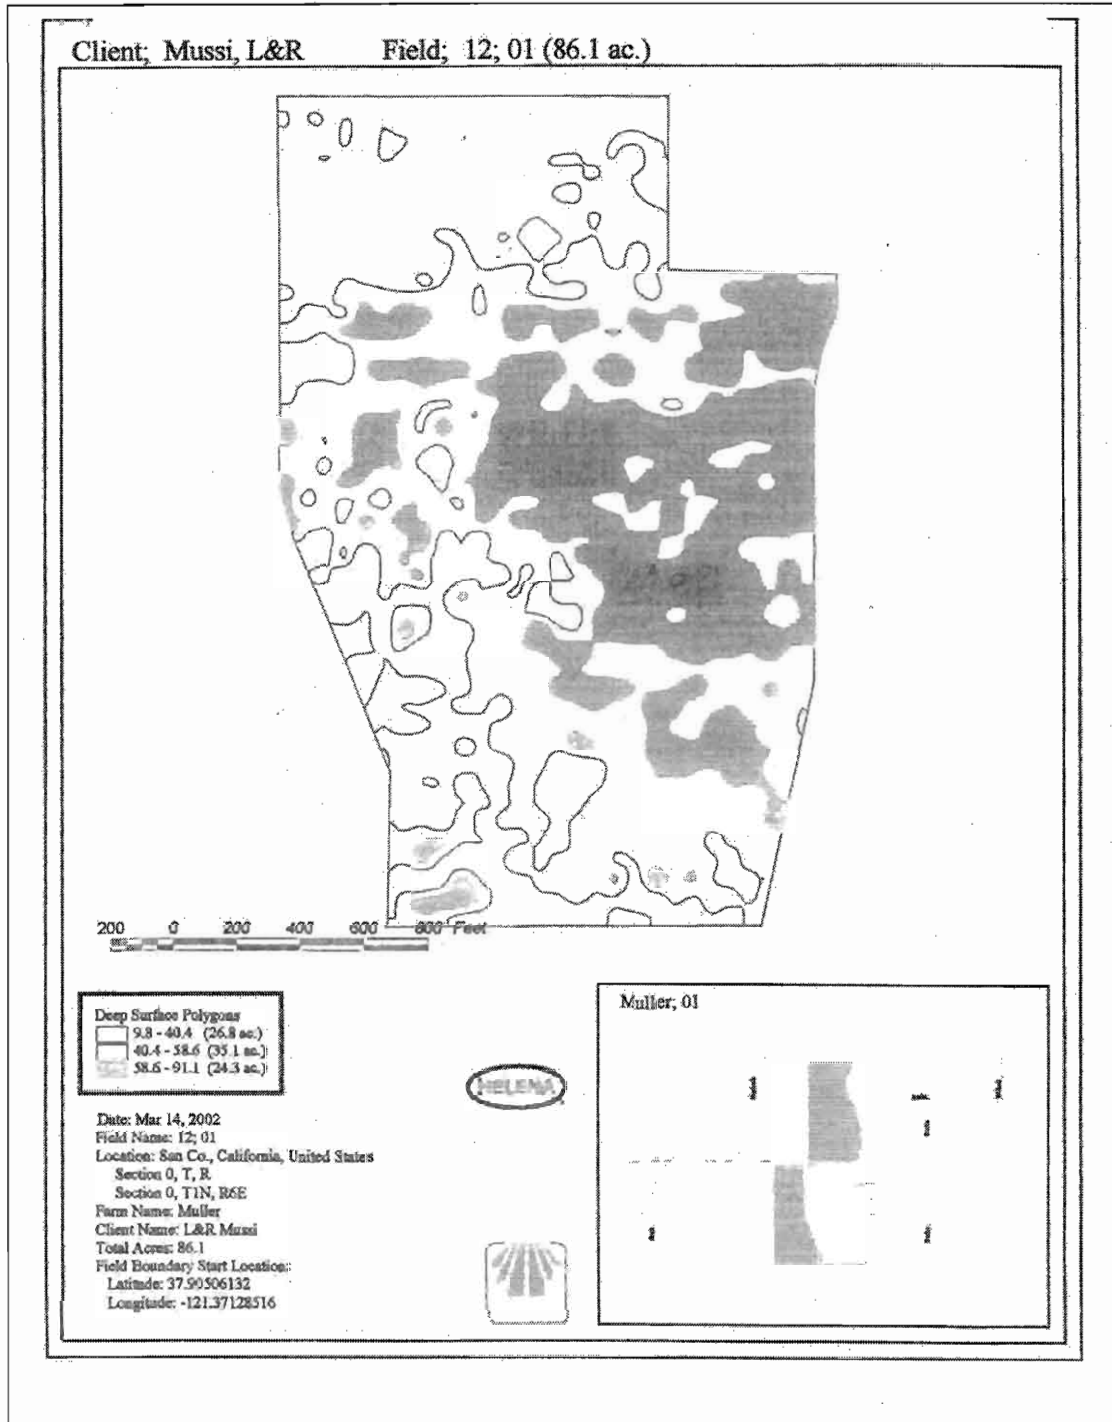 Client; Mussi, L&R Field; 12; 01 (86.1 ac.)
200 0 200 400 600 800 Feet
Deep Surface Polygons
9.8 - 40.4 (26.8 ac.)
40.4 - 58.6 (35.1 ac.)
58.6 - 91.1 (24.3 ac.)
Muller; 01
HELENA
Date: Mar 14, 2002
Field Name: 12; 01
Location: San Co., California, United States
Section 0, T, R
Section 0, T1N, R6E
Farm Name: Muller
Client Name: L&R Mussi
Total Acres: 86.1
Field Boundary Start Location:
Latitude: 37.90506132
Longitude: -121.37128516